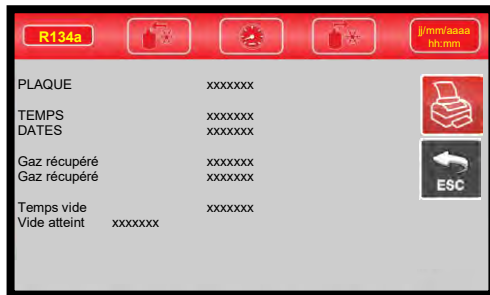 R134a
jj/mm/aaaa
hh:mm
PLAQUE xxxxxxx
TEMPS xxxxxxx
DATES xxxxxxx
Gaz récupéré xxxxxxx
Gaz récupéré xxxxxxx
Temps vide xxxxxxx
Vide atteint xxxxxxx
ESC